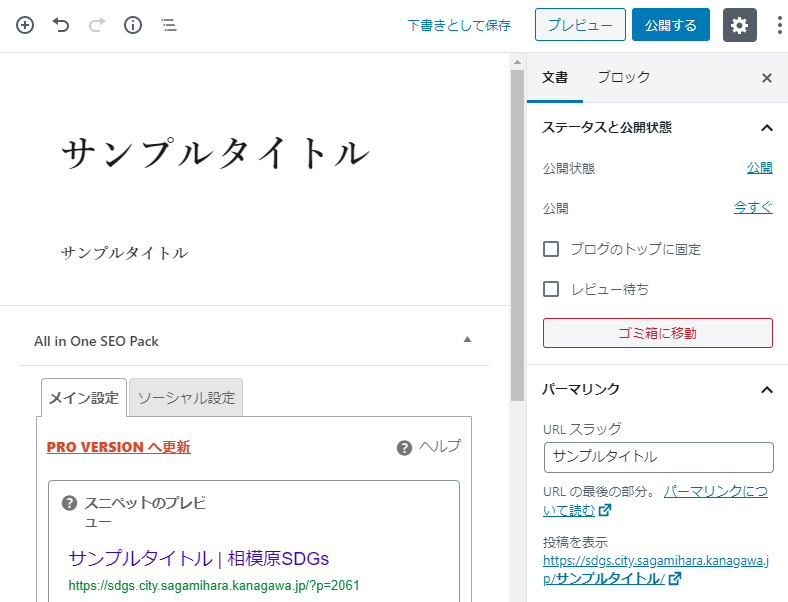 下書きとして保存 プレビュー 公開する
文書 ブロック
サンプルタイトル
サンプルタイトル
All in One SEO Pack
メイン設定 ソーシャル設定
PRO VERSION へ更新 ヘルプ
スニペットのプレビ
ュー
サンプルタイトル | 相模原SDGs
https://sdgs.city.sagamihara.kanagawa.jp/?p=2061
ステータスと公開状態
公開状態 公開
公開 今すぐ
ブログのトップに固定
レビュー待ち
ゴミ箱に移動
パーマリンク
URL スラッグ
サンプルタイトル
URL の最後の部分。 パーマリンクにつ
いて読む
投稿を表示
https://sdgs.city.sagamihara.kanagawa.j
p/サンプルタイトル/